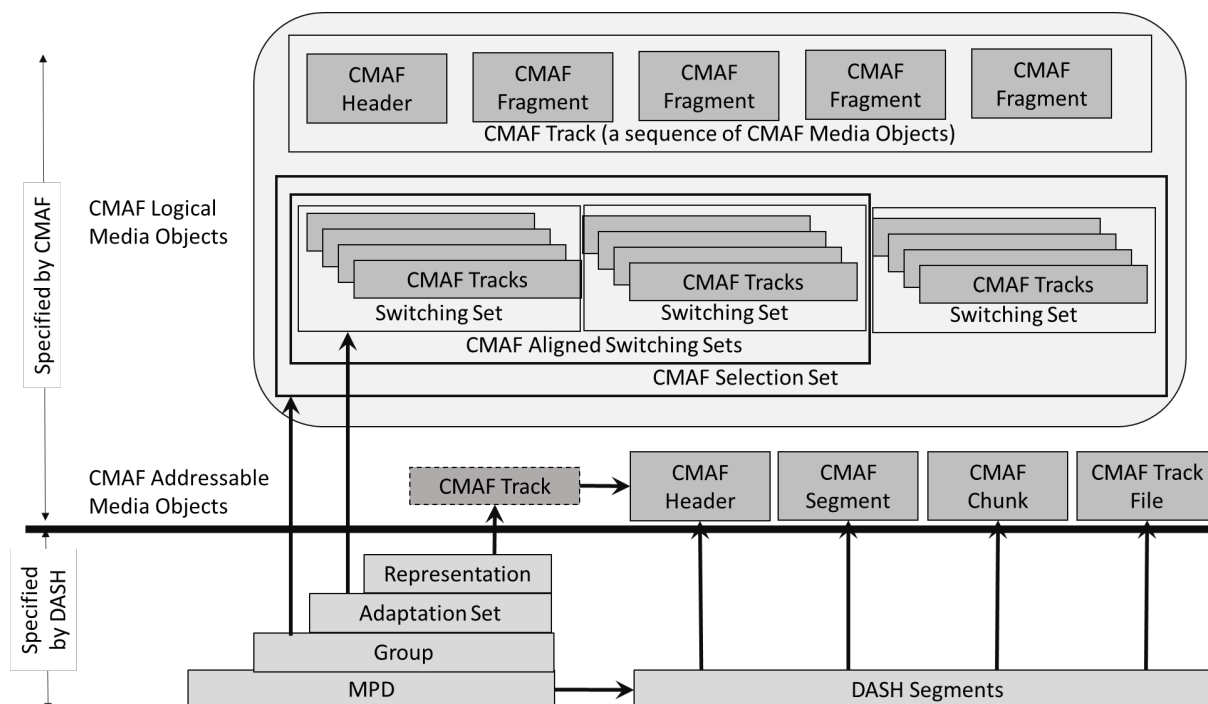 CMAF
Header
CMAF
Fragment
CMAF
Fragment
CMAF
Fragment
CMAF
Fragment
CMAF Track (a sequence of CMAF Media Objects)
Specified by CMAF
CMAF Logical
Media Objects
CMAF Tracks
Switching Set
CMAF Tracks
Switching Set
CMAF Tracks
Switching Set
CMAF Aligned Switching Sets
CMAF Selection Set
CMAF Addressable
Media Objects
CMAF Track
CMAF
Header
CMAF
Segment
CMAF
Chunk
CMAF Track
File
Specified
by DASH
Representation
Adaptation Set
Group
MPD
DASH Segments